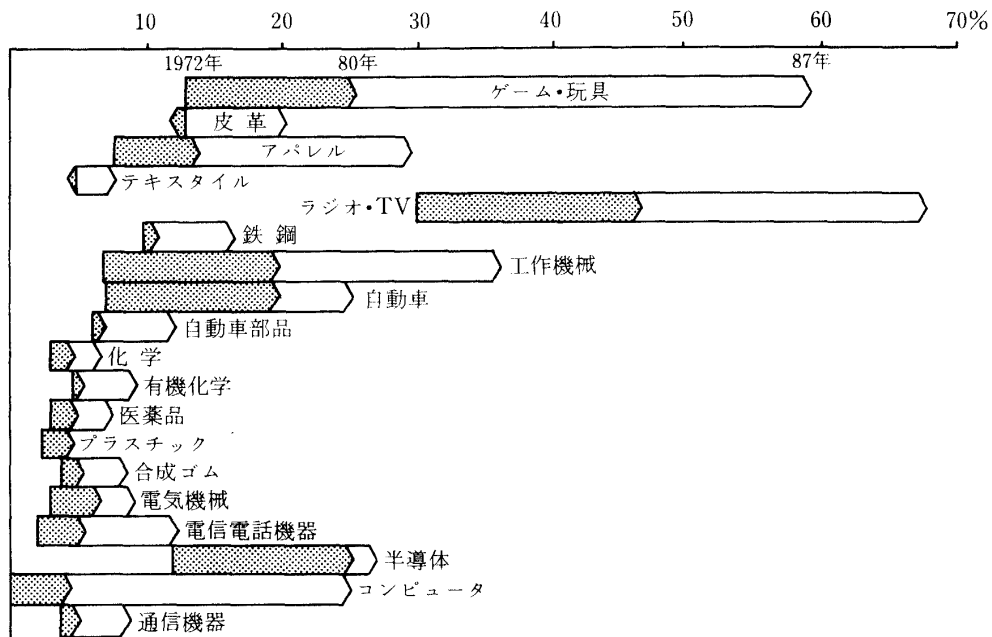 10 20 30 40 50 60 70%
1972年 80年 87年
ゲーム・玩具
皮革
アパレル
テキスタイル
ラジオ・TV
鉄鋼
工作機械
自動車
自動車部品
化学
有機化学
医薬品
プラスチック
合成ゴム
電気機械
電信電話機器
半導体
コンピュータ
通信機器